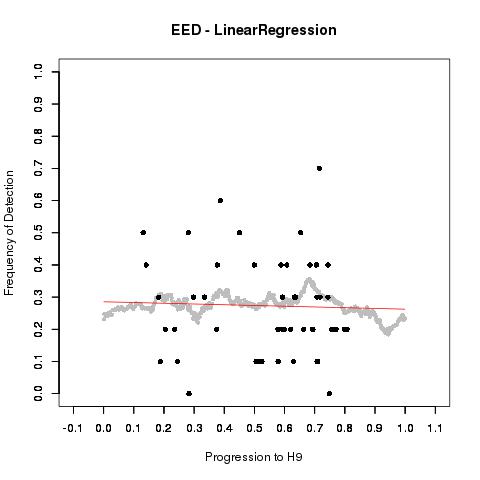 EED - LinearRegression
Frequency of Detection
1.0
0.9
0.8
0.7
0.6
0.5
0.4
0.3
0.2
0.1
0.0
-0.1 0.0 0.1 0.2 0.3 0.4 0.5 0.6 0.7 0.8 0.9 1.0 1.1
Progression to H9